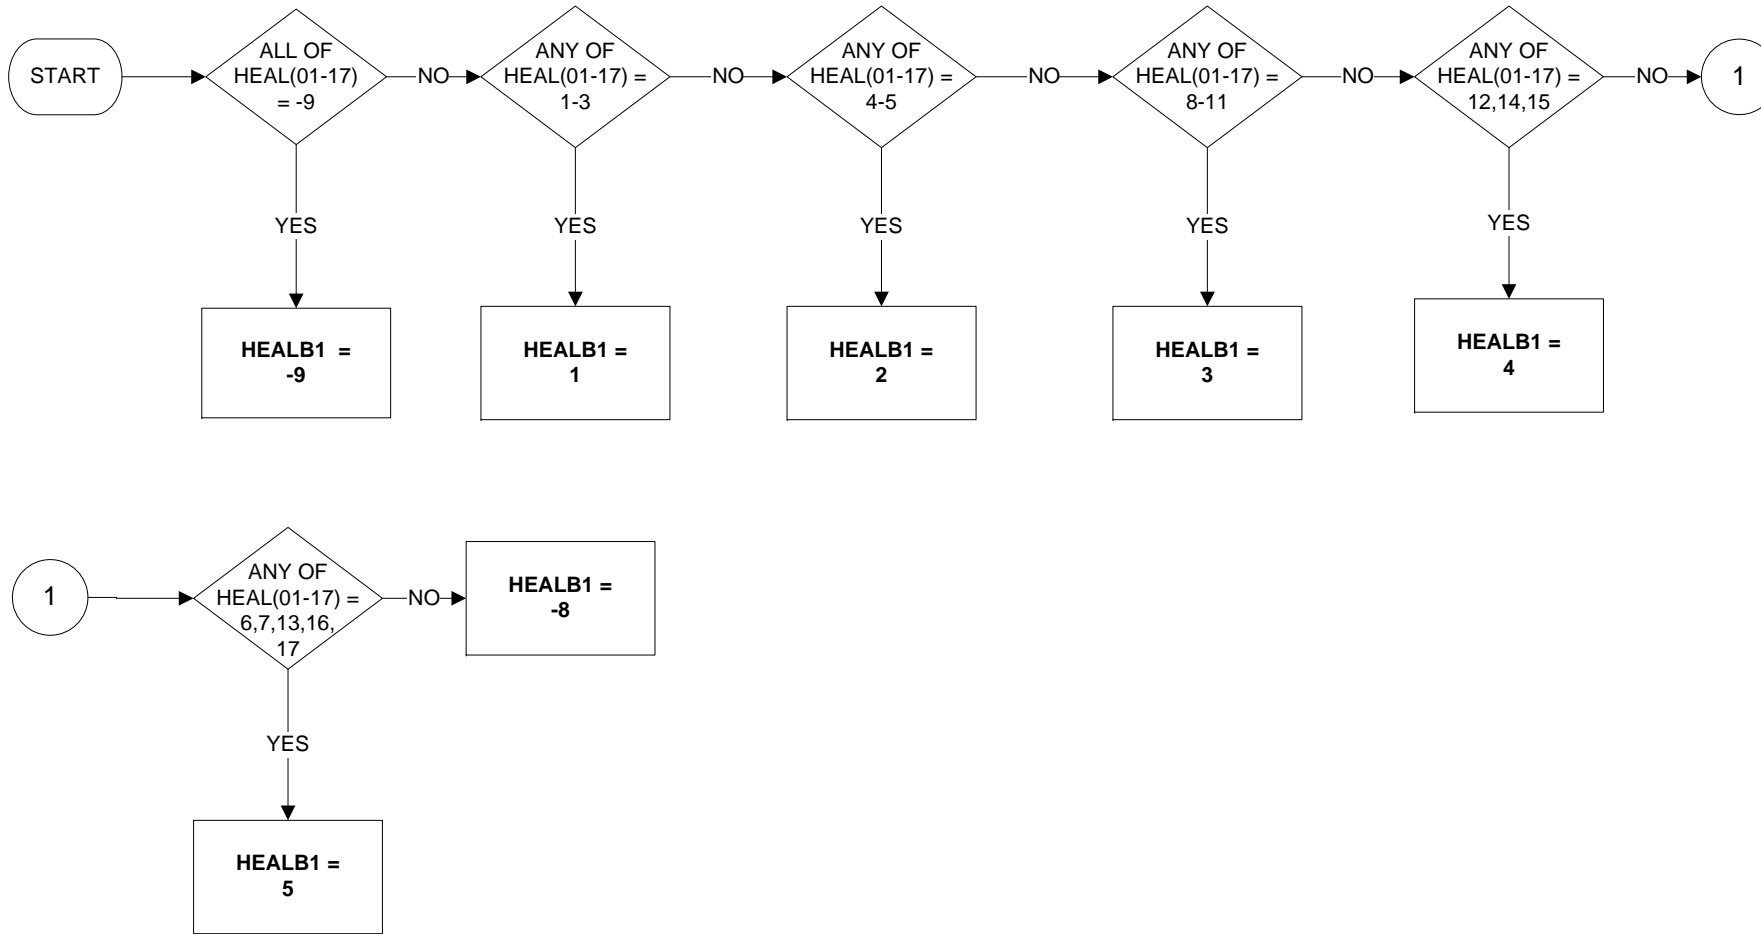 START
ALL OF
HEAL(01-17)
= -9
NO
ANY OF
HEAL(01-17) =
1-3
NO
ANY OF
HEAL(01-17) =
4-5
NO
ANY OF
HEAL(01-17) =
8-11
NO
ANY OF
HEAL(01-17) =
12,14,15
NO
1
YES
YES
YES
YES
YES
HEALB1 =
-9
HEALB1 =
1
HEALB1 =
2
HEALB1 =
3
HEALB1 =
4
1
ANY OF
HEAL(01-17) =
6,7,13,16,
17
NO
HEALB1 =
-8
YES
HEALB1 =
5